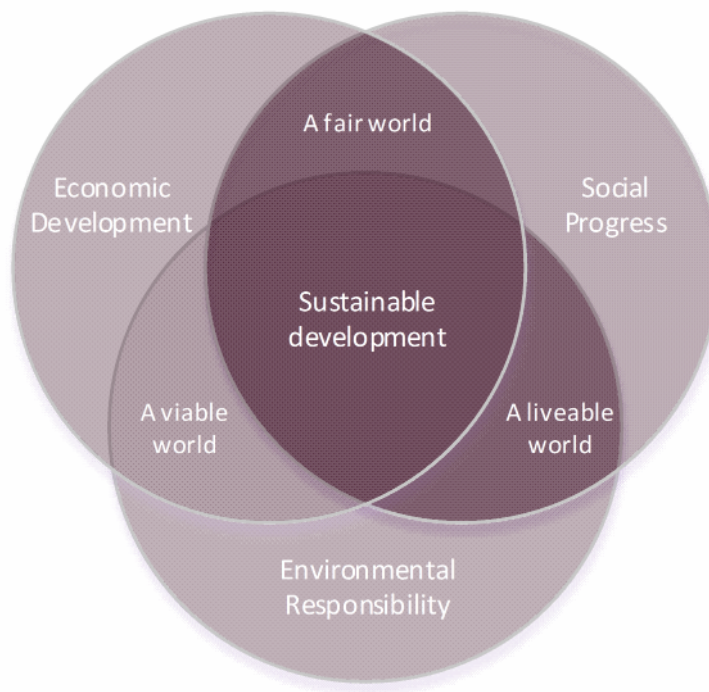 A fair world
Economic
Development
Social
Progress
Sustainable
development
A viable
world
A liveable
world
Environmental
Responsibility